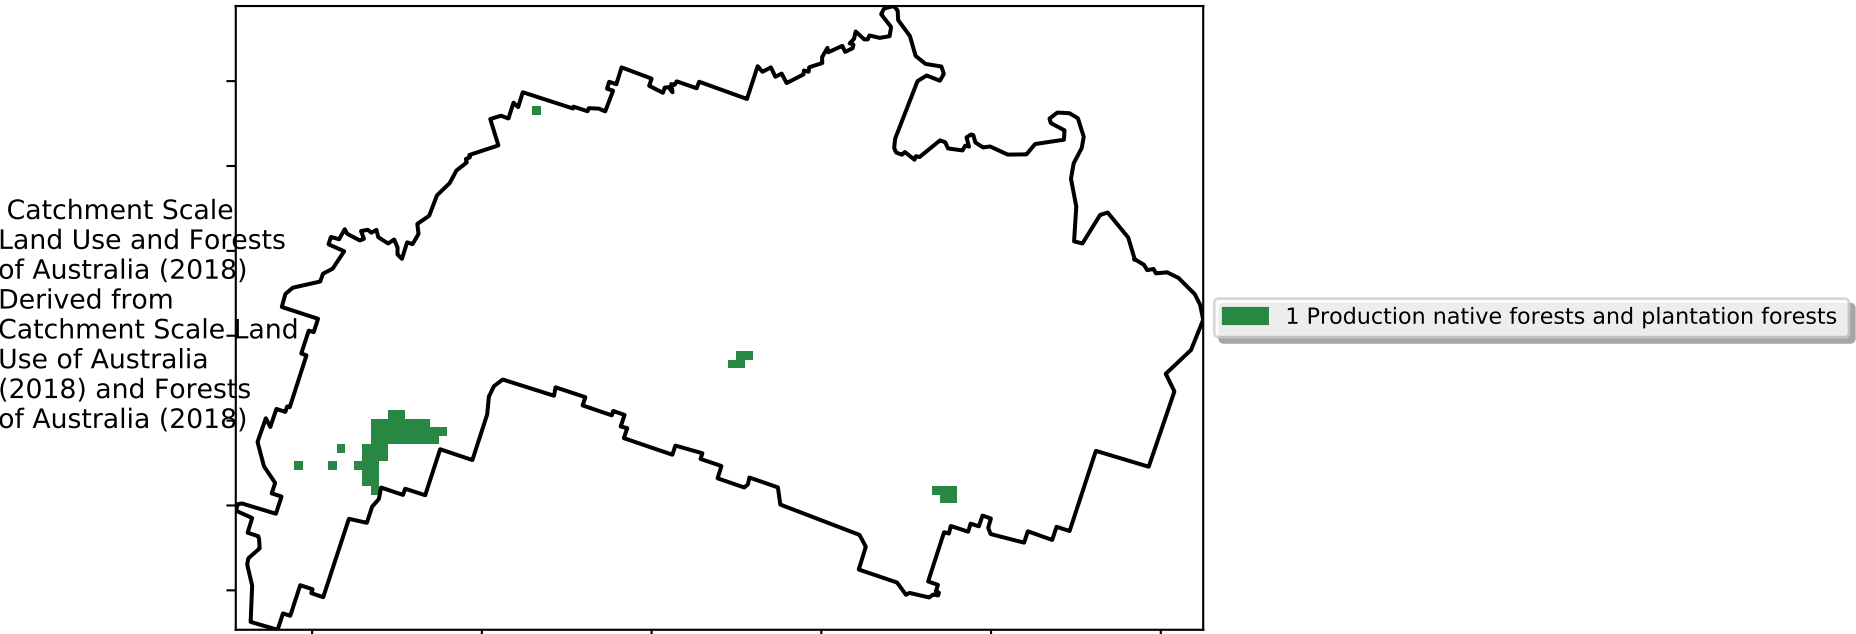 Catchment Scale
Land Use and Forests
of Australia (2018)
Derived from
Catchment Scale Land
Use of Australia
(2018) and Forests
of Australia (2018)
1 Production native forests and plantation forests